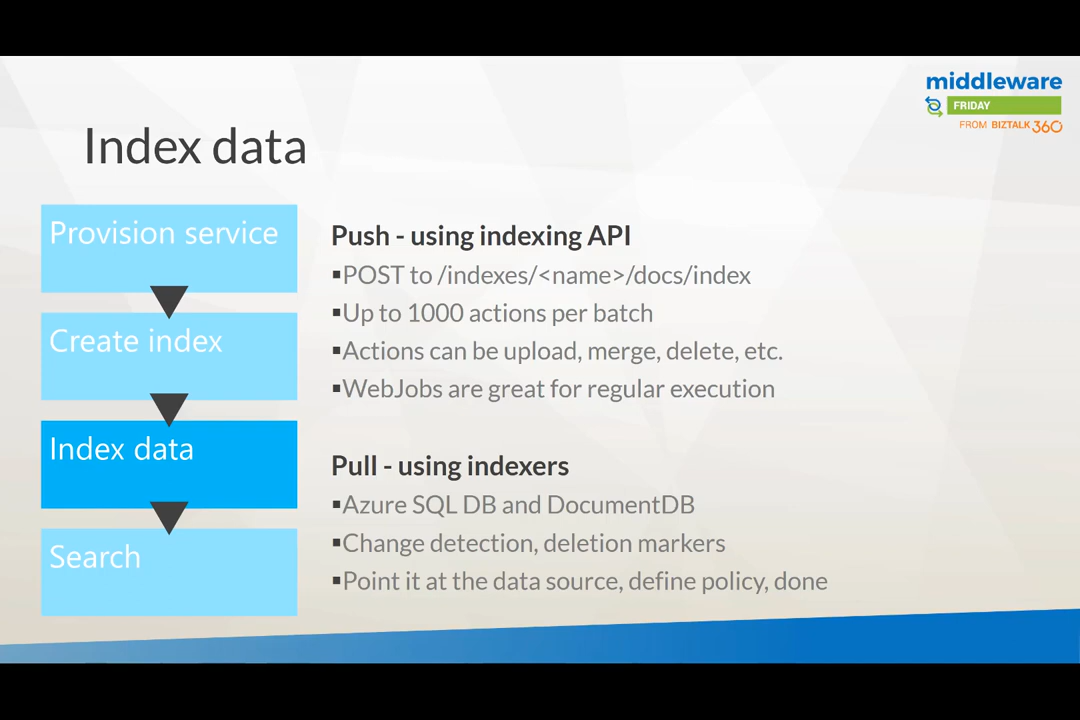 middleware
FRIDAY
FROM BIZTALK360
Index data
Provision service
Create index
Index data
Search
Push - using indexing API
▪POST to /indexes/<name>/docs/index
▪Up to 1000 actions per batch
▪Actions can be upload, merge, delete, etc.
▪WebJobs are great for regular execution
Pull - using indexers
▪Azure SQL DB and DocumentDB
▪Change detection, deletion markers
▪Point it at the data source, define policy, done